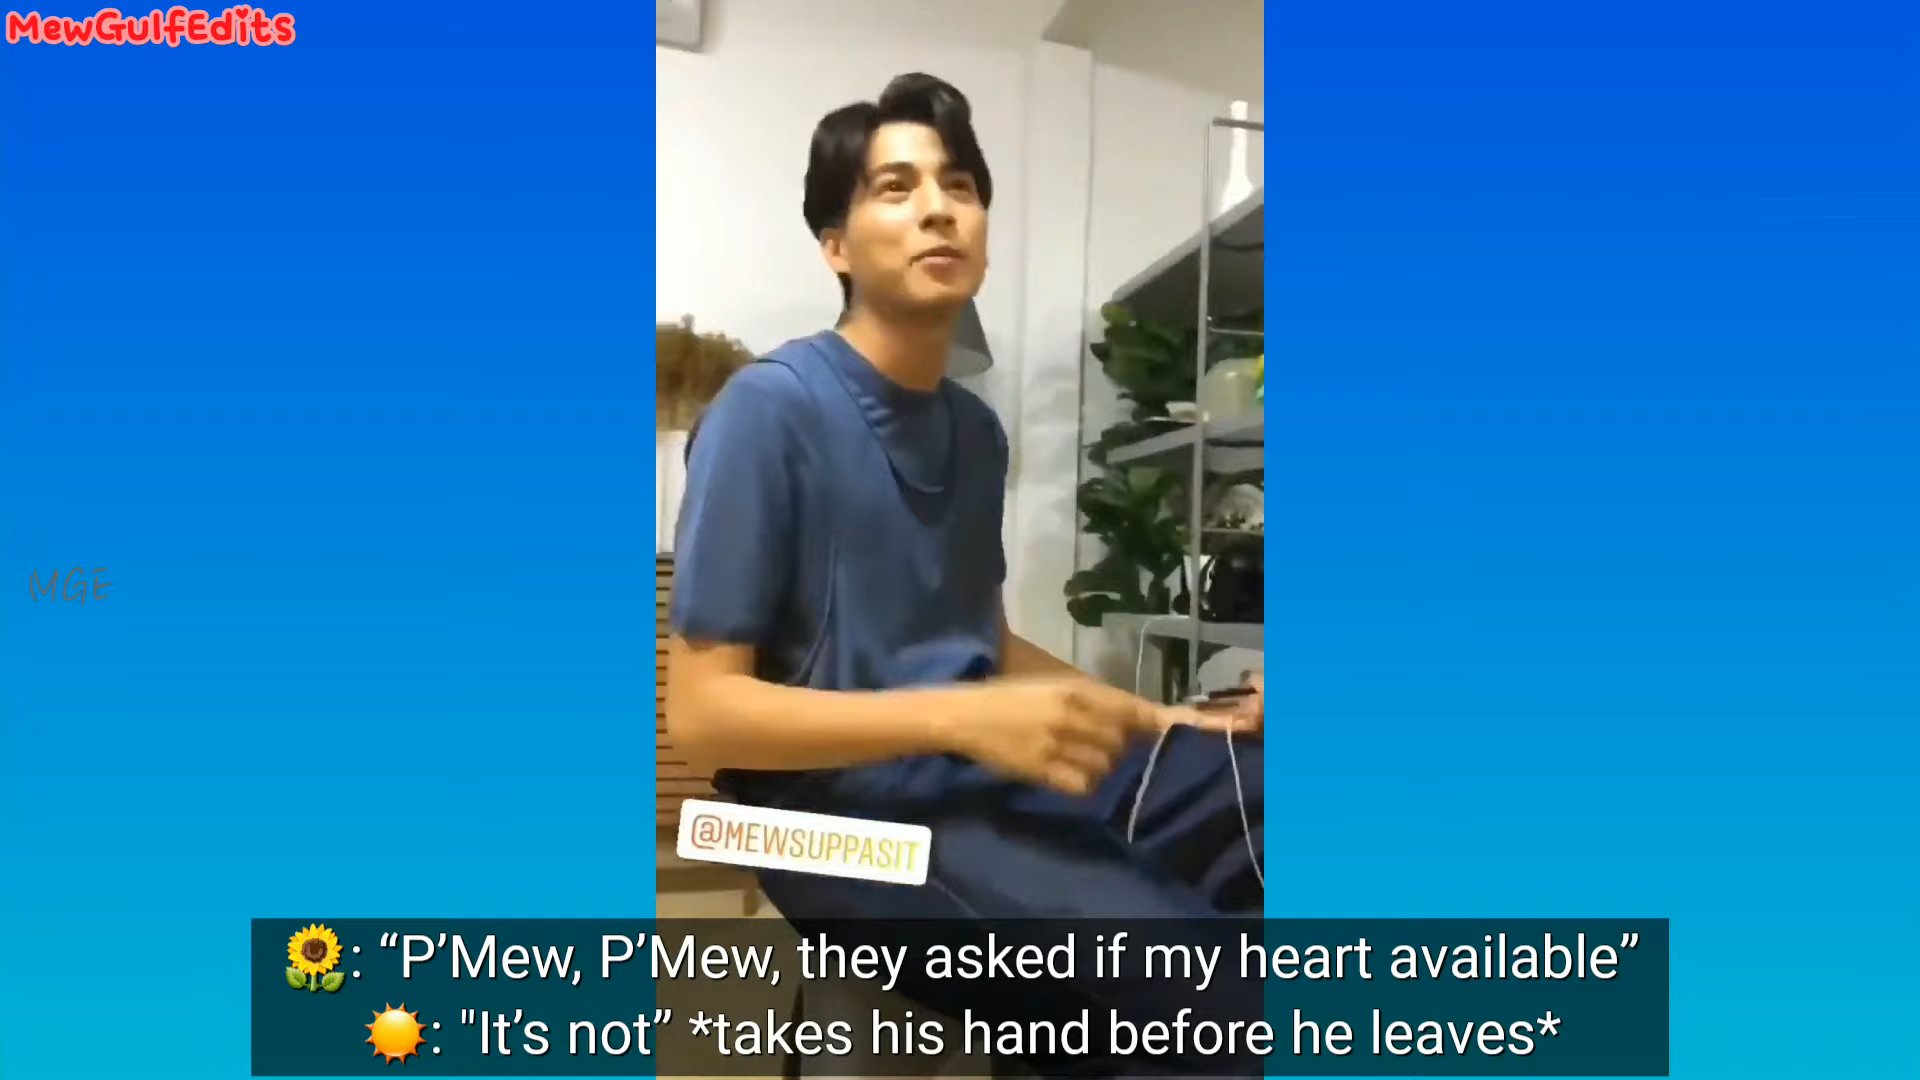 MewGulfEdits
MGE
@MEWSUPPASIT
🌻: “P’Mew, P’Mew, they asked if my heart available”
☀️: "It’s not” *takes his hand before he leaves*